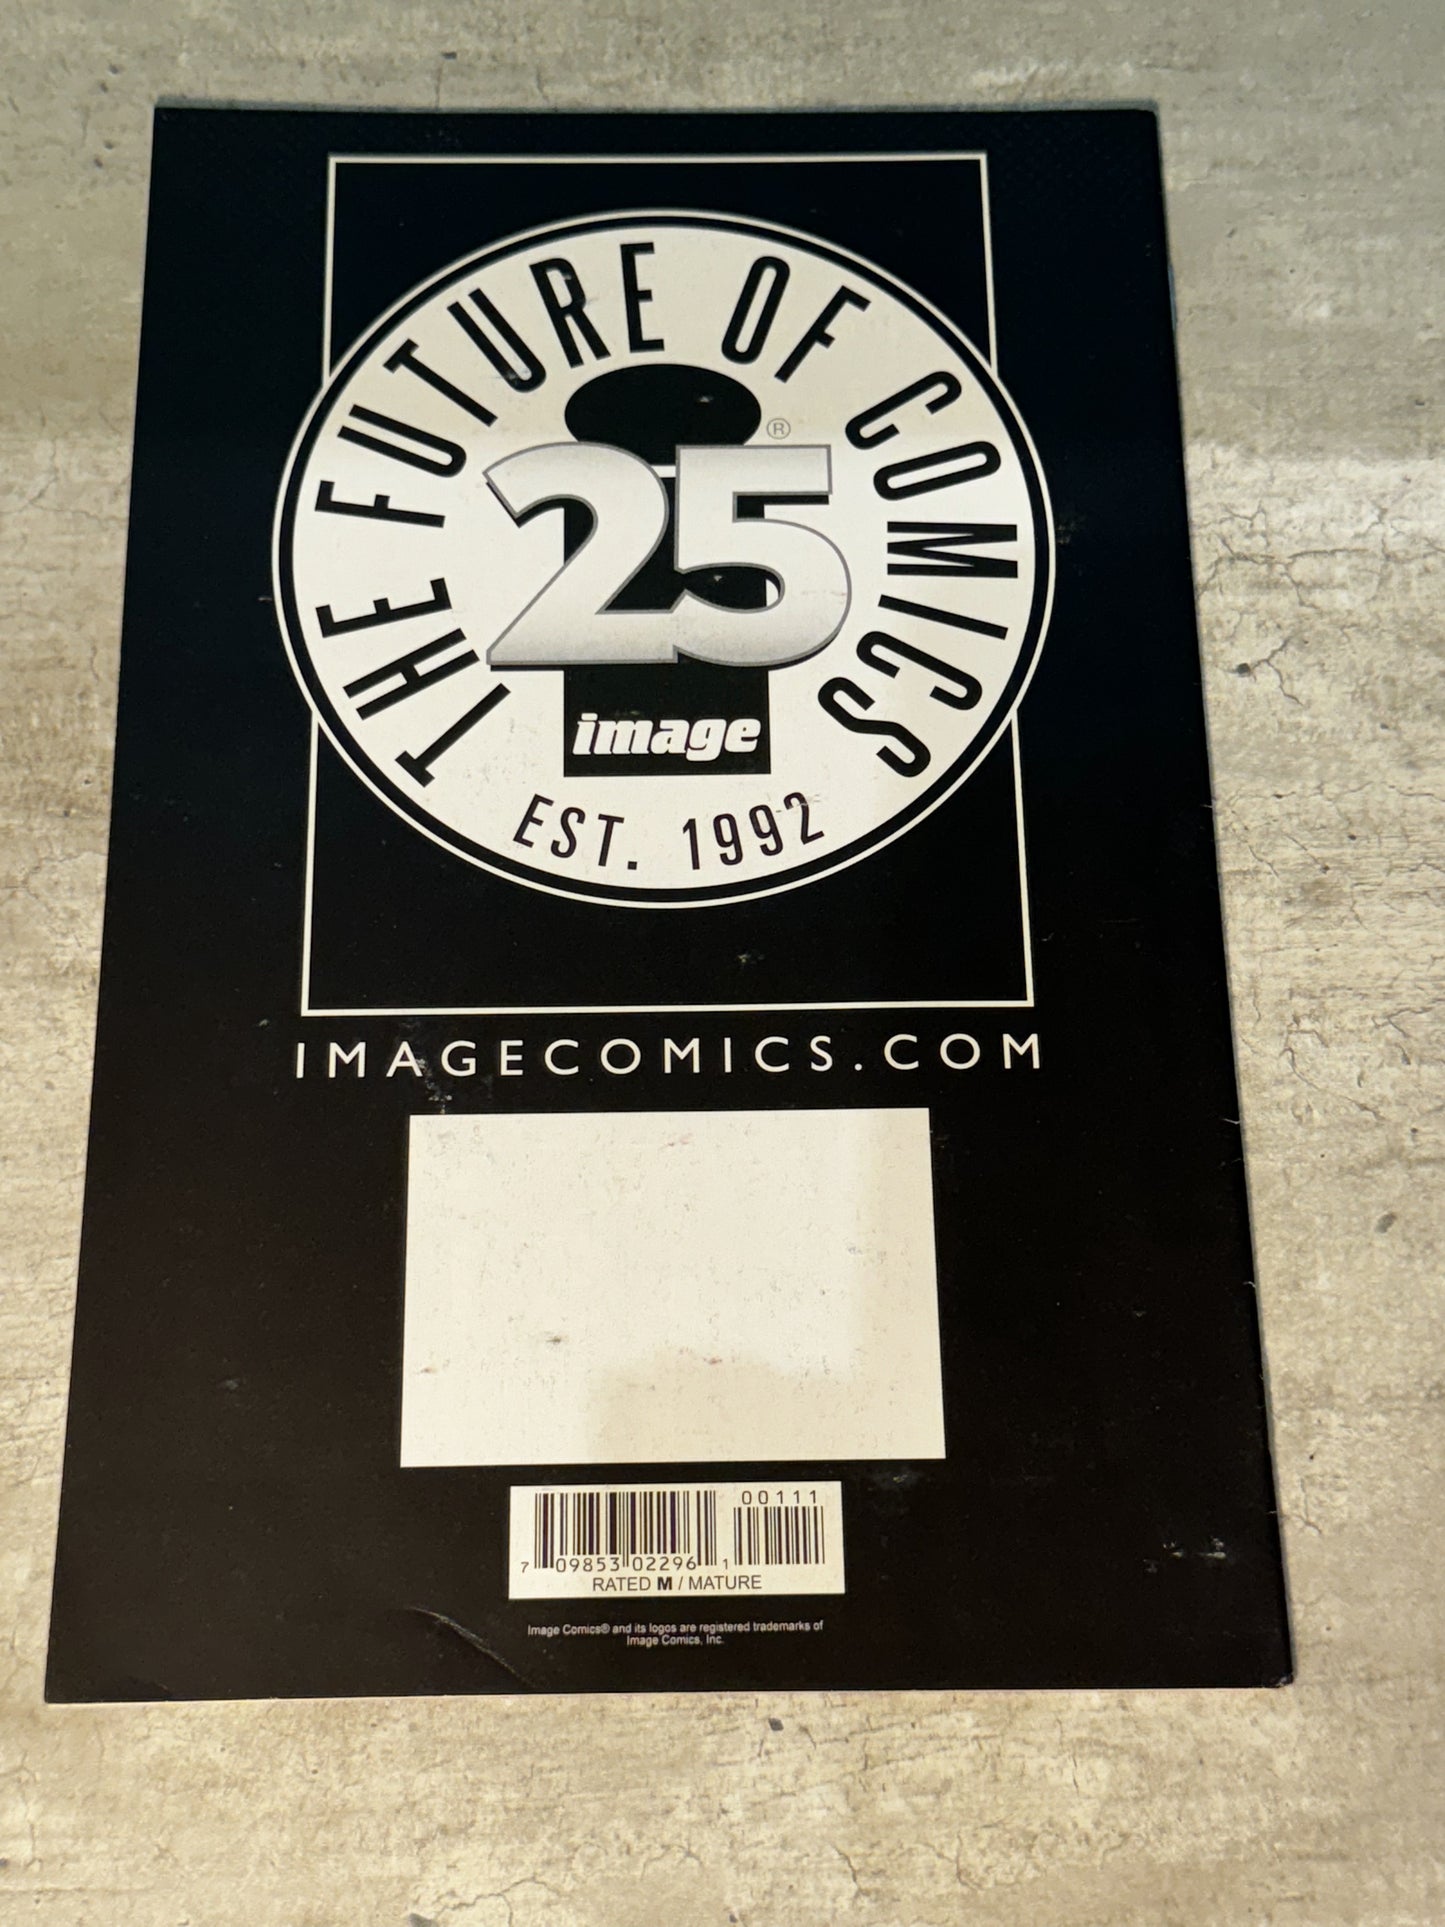 THE FUTURE OF COMICS
®
25
image
EST. 1992
IMAGECOMICS.COM
00111
7 09853 02296 1
RATED M / MATURE
Image Comics® and its logos are registered trademarks of
Image Comics, Inc.